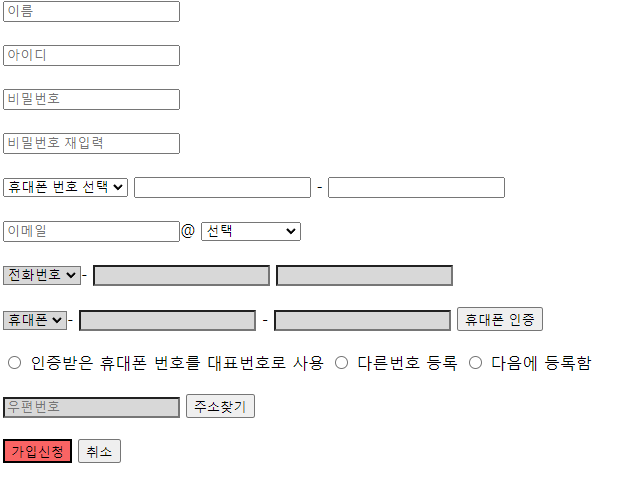 이름
아이디
비밀번호
비밀번호 재입력
휴대폰 번호 선택 -
이메일 @ 선택
전화번호 -
휴대폰 - - 휴대폰 인증
인증받은 휴대폰 번호를 대표번호로 사용 다른번호 등록 다음에 등록함
우편번호 주소찾기
가입신청 취소